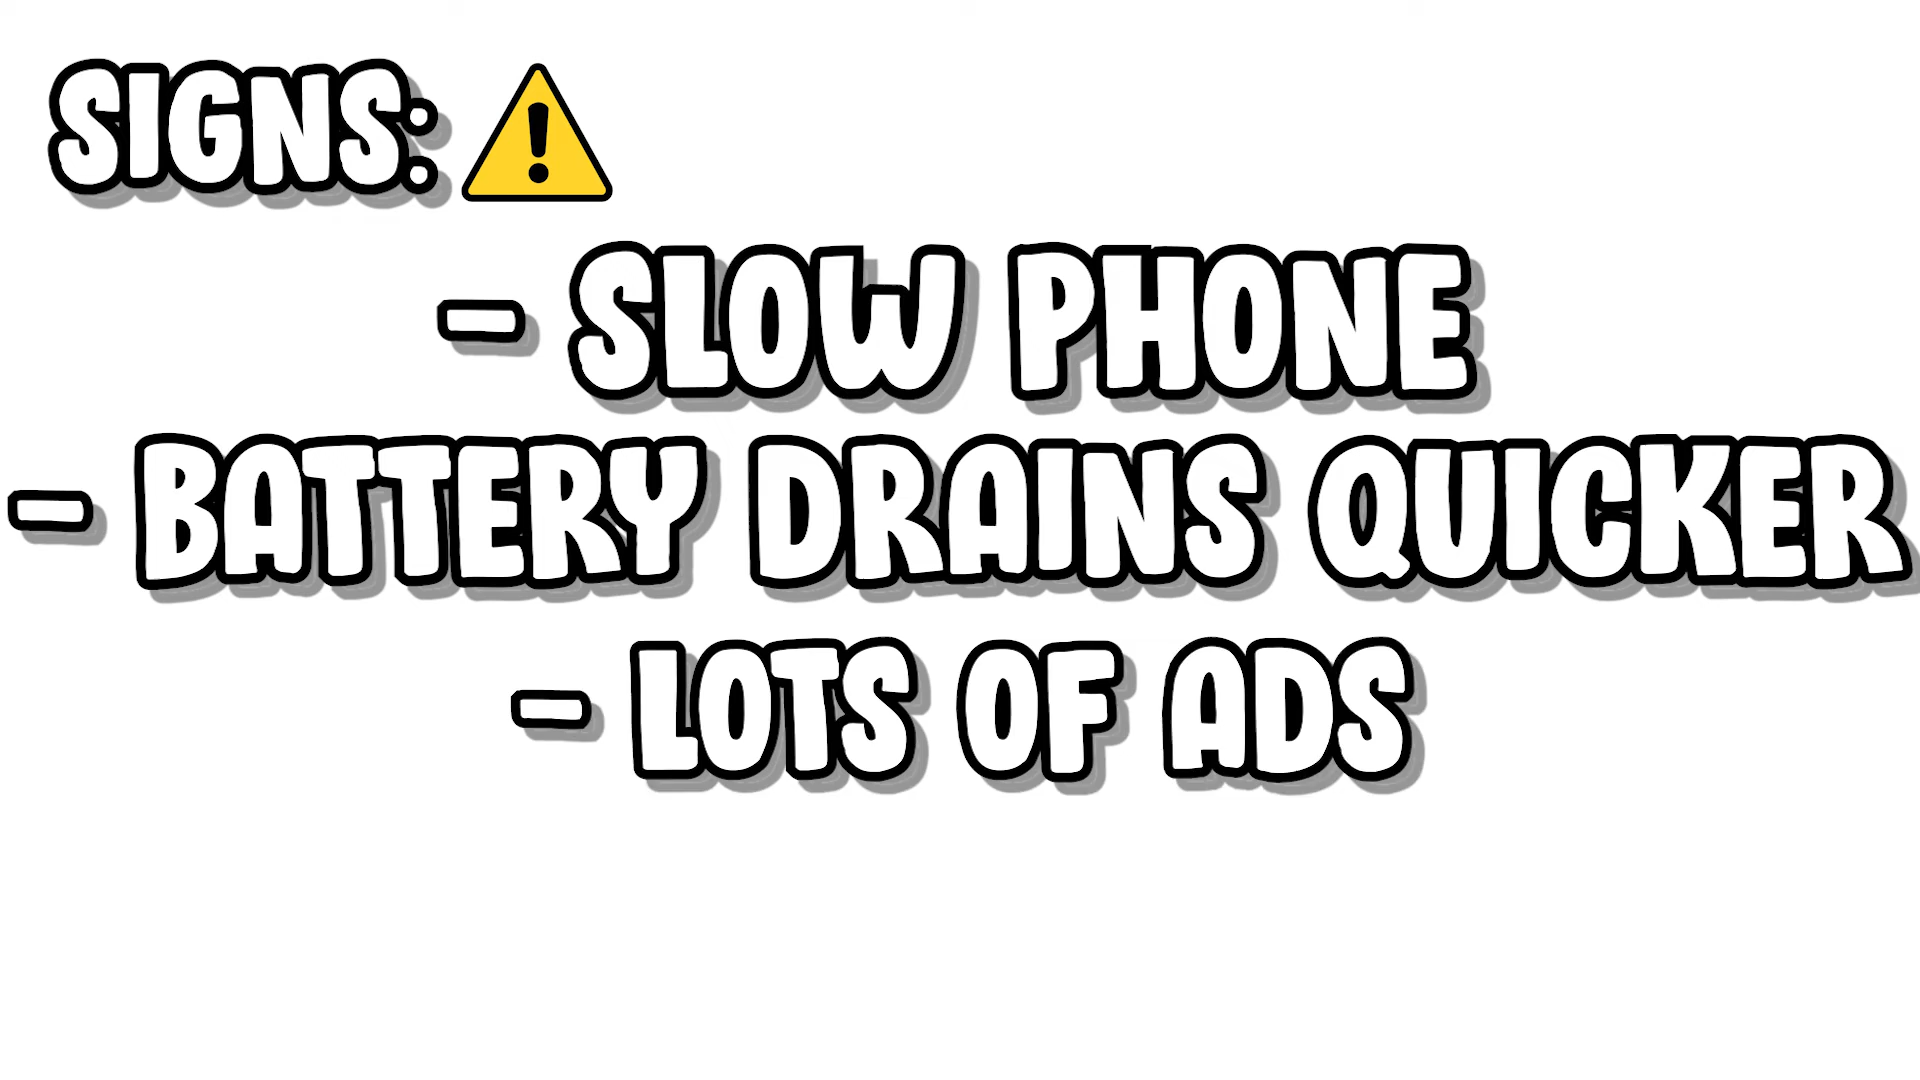 SIGNS: ⚠️
- SLOW PHONE
- BATTERY DRAINS QUICKER
- LOTS OF ADS